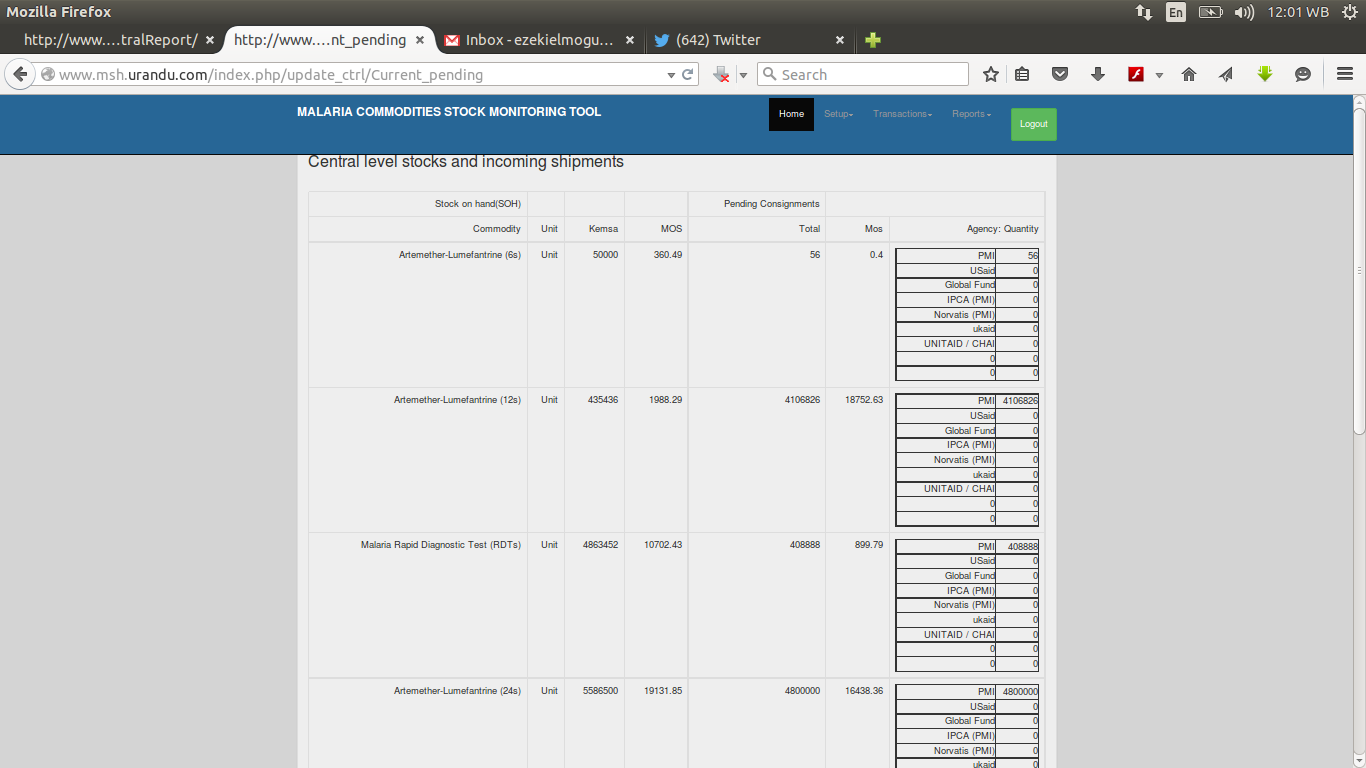 Mozilla Firefox
En
12:01 WB
http://www.…tralReport/ ×
http://www.…nt_pending ×
Inbox - ezekielmogu… ×
(642) Twitter ×
www.msh.urandu.com/index.php/update_ctrl/Current_pending
Search
MALARIA COMMODITIES STOCK MONITORING TOOL
Home Setup Transactions Reports Logout
Central level stocks and incoming shipments
Stock on hand(SOH) Pending Consignments
Commodity Unit Kemsa MOS Total Mos Agency: Quantity
Artemether-Lumefantrine (6s) Unit 50000 360.49 56 0.4 PMI 56
USaid 0
Global Fund 0
IPCA (PMI) 0
Norvatis (PMI) 0
ukaid 0
UNITAID / CHAI 0
0 0
0 0
Artemether-Lumefantrine (12s) Unit 435436 1988.29 4106826 18752.63 PMI 4106826
USaid 0
Global Fund 0
IPCA (PMI) 0
Norvatis (PMI) 0
ukaid 0
UNITAID / CHAI 0
0 0
0 0
Malaria Rapid Diagnostic Test (RDTs) Unit 4863452 10702.43 408888 899.79 PMI 408888
USaid 0
Global Fund 0
IPCA (PMI) 0
Norvatis (PMI) 0
ukaid 0
UNITAID / CHAI 0
0 0
0 0
Artemether-Lumefantrine (24s) Unit 5586500 19131.85 4800000 16438.36 PMI 4800000
USaid 0
Global Fund 0
IPCA (PMI) 0
Norvatis (PMI) 0
ukaid 0